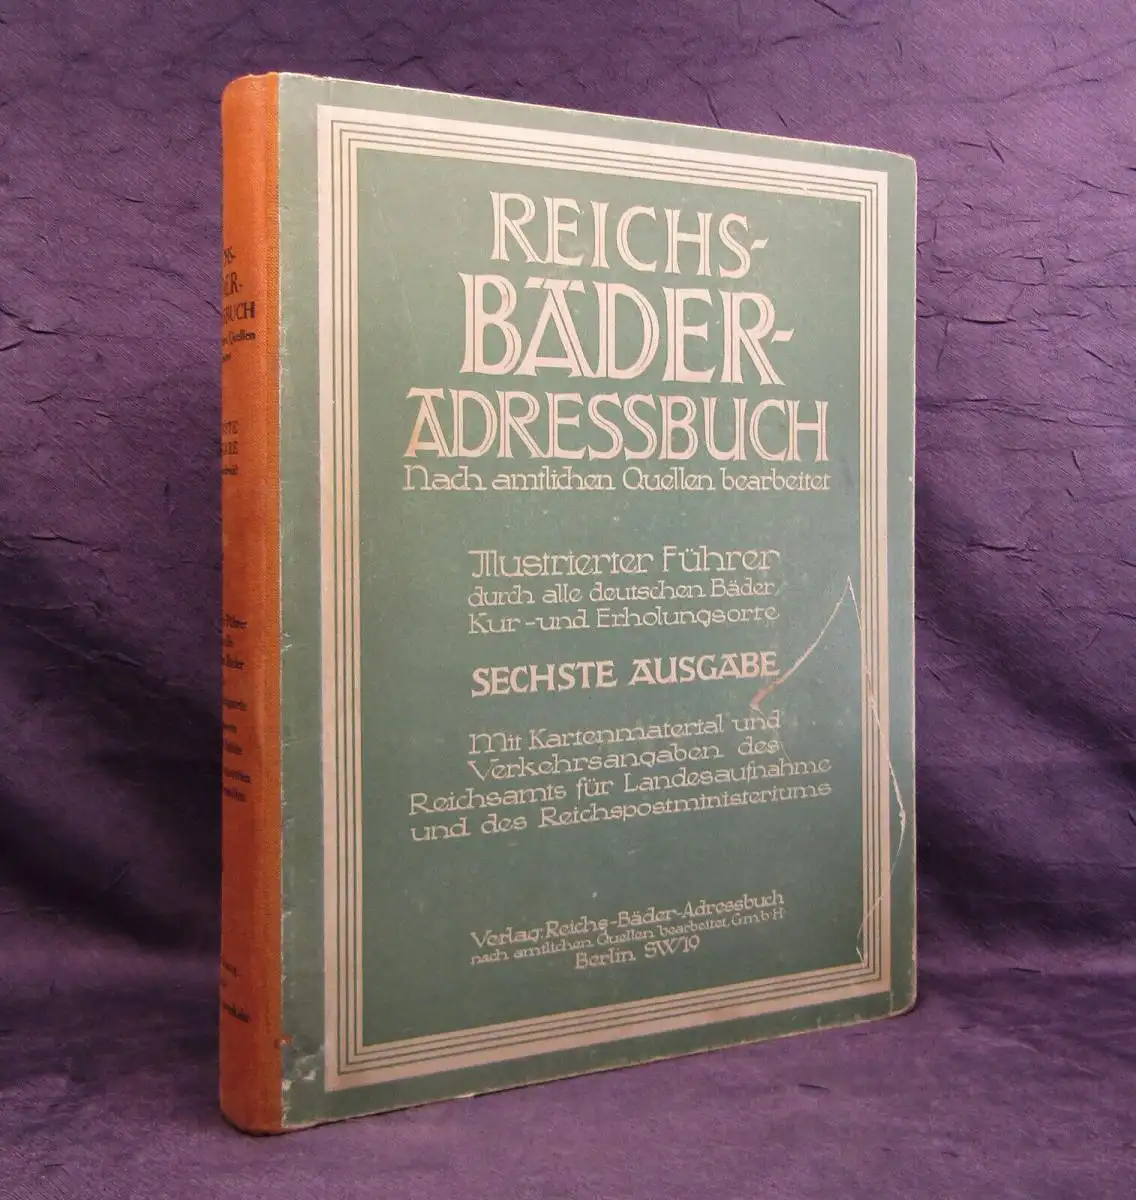 REICHS-
BÄDER-
ADRESSBUCH
Nach amtlichen Quellen bearbeitet
Illustrierter Führer
durch alle deutschen Bäder,
Kur- und Erholungsorte
SECHSTE AUSGABE
Mit Kartenmaterial und
Verkehrsangaben des
Reichsamts für Landesaufnahme
und des Reichspostministeriums
Verlag: Reichs-Bäder-Adressbuch
nach amtlichen Quellen bearbeitet G.m.b.H
Berlin SW19